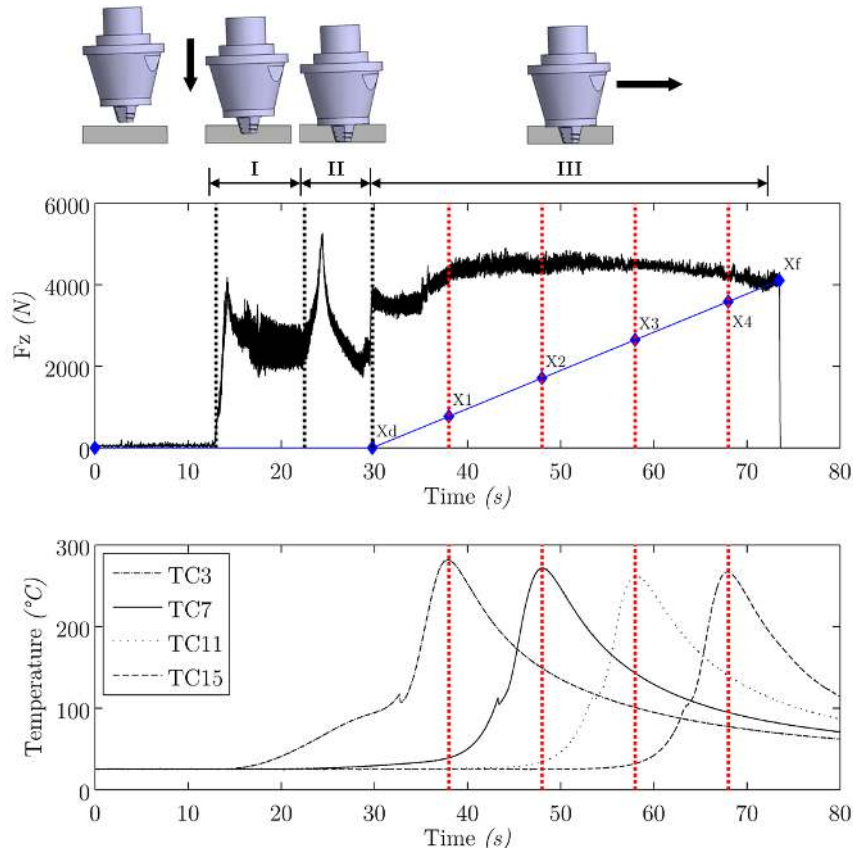 I II III
6000
4000
2000
0
Fz (N)
Xd
X1
X2
X3
X4
Xf
0 10 20 30 40 50 60 70 80
Time (s)
300
200
100
0
Temperature (°C)
TC3
TC7
TC11
TC15
0 10 20 30 40 50 60 70 80
Time (s)